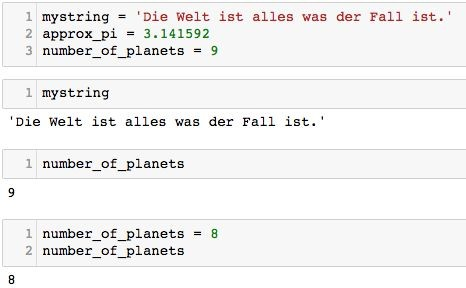 1 mystring = 'Die Welt ist alles was der Fall ist.'
2 approx_pi = 3.141592
3 number_of_planets = 9
1 mystring
'Die Welt ist alles was der Fall ist.'
1 number_of_planets
9
1 number_of_planets = 8
2 number_of_planets
8